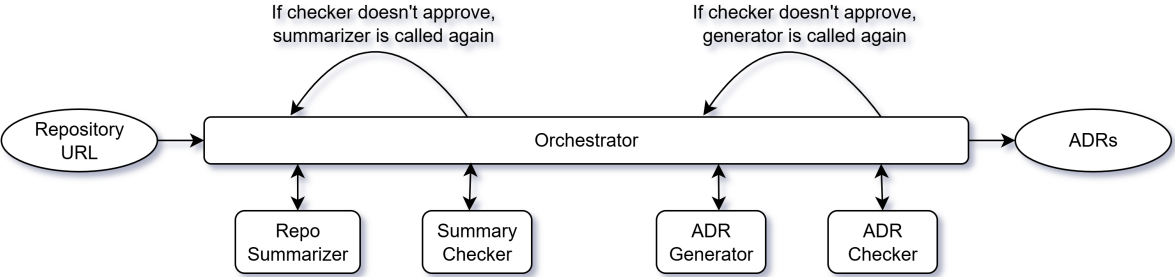 If checker doesn't approve,
summarizer is called again
If checker doesn't approve,
generator is called again
Repository
URL
Orchestrator
ADRs
Repo
Summarizer
Summary
Checker
ADR
Generator
ADR
Checker